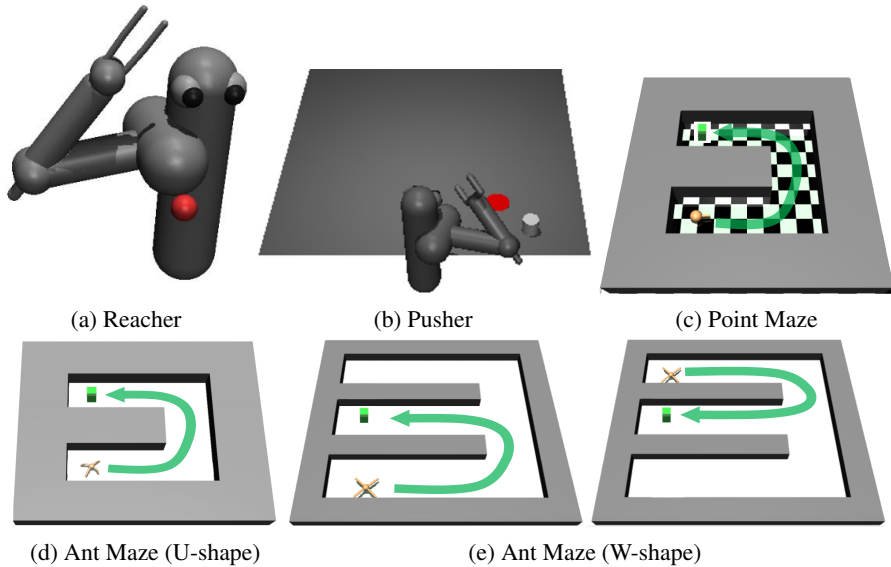 (a) Reacher
(b) Pusher
(c) Point Maze
(d) Ant Maze (U-shape)
(e) Ant Maze (W-shape)